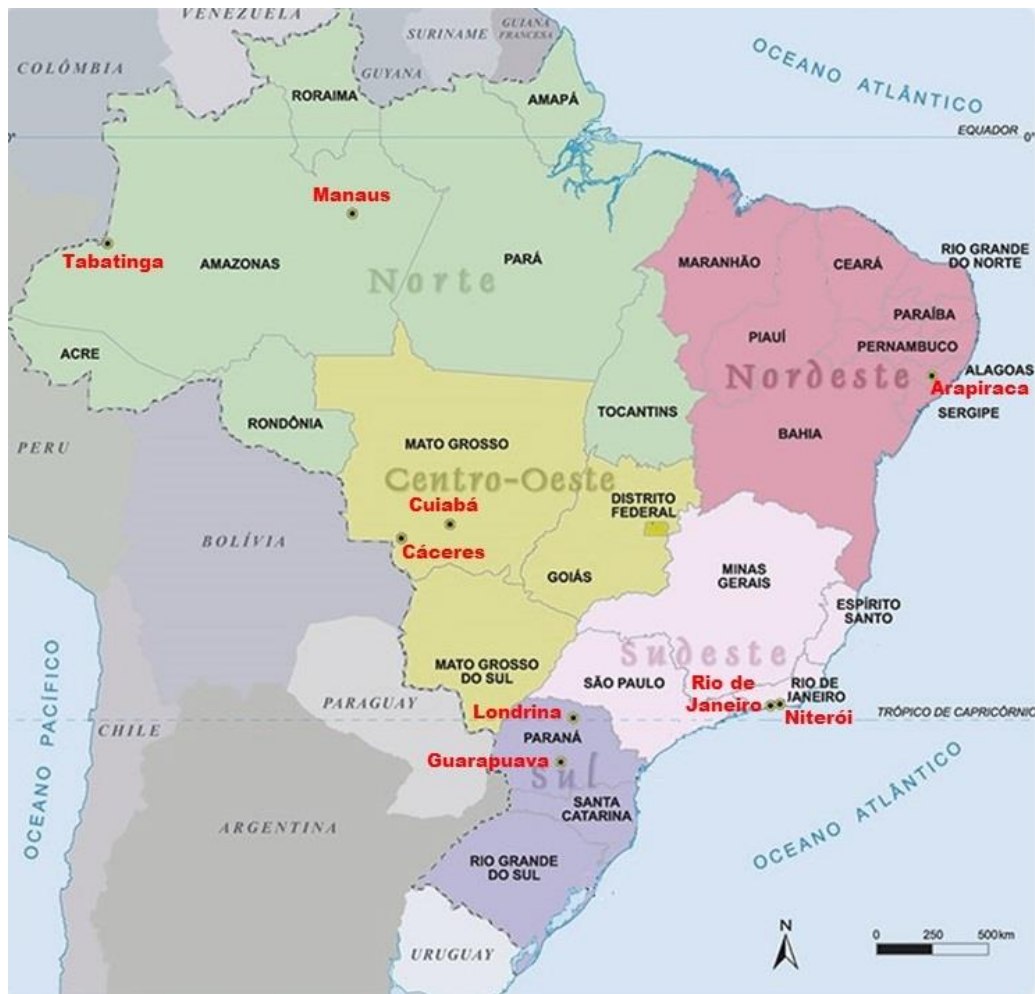 VENEZUELA
SURINAME
GUIANA
FRANCESA
COLÔMBIA
GUYANA
OCEANO ATLÂNTICO
RORAIMA
AMAPÁ
EQUADOR
0°
0°
Manaus
Tabatinga
AMAZONAS
PARÁ
Norte
MARANHÃO
CEARÁ
RIO GRANDE
DO NORTE
PARAÍBA
PIAUÍ
PERNAMBUCO
ACRE
Nordeste
ALAGOAS
Arapiraca
TOCANTINS
SERGIPE
RONDÔNIA
BAHIA
PERU
MATO GROSSO
Centro-Oeste
Cuiabá
DISTRITO
FEDERAL
BOLÍVIA
Cáceres
GOIÁS
MINAS
GERAIS
ESPÍRITO
SANTO
Sudeste
MATO GROSSO
DO SUL
SÃO PAULO
Rio de
Janeiro
RIO DE
JANEIRO
Niterói
PARAGUAY
OCEANO PACÍFICO
CHILE
Londrina
TRÓPICO DE CAPRICÓRNIO
PARANÁ
Guarapuava
Sul
SANTA
CATARINA
ARGENTINA
OCEANO ATLÂNTICO
RIO GRANDE
DO SUL
URUGUAY
N
0 250 500km